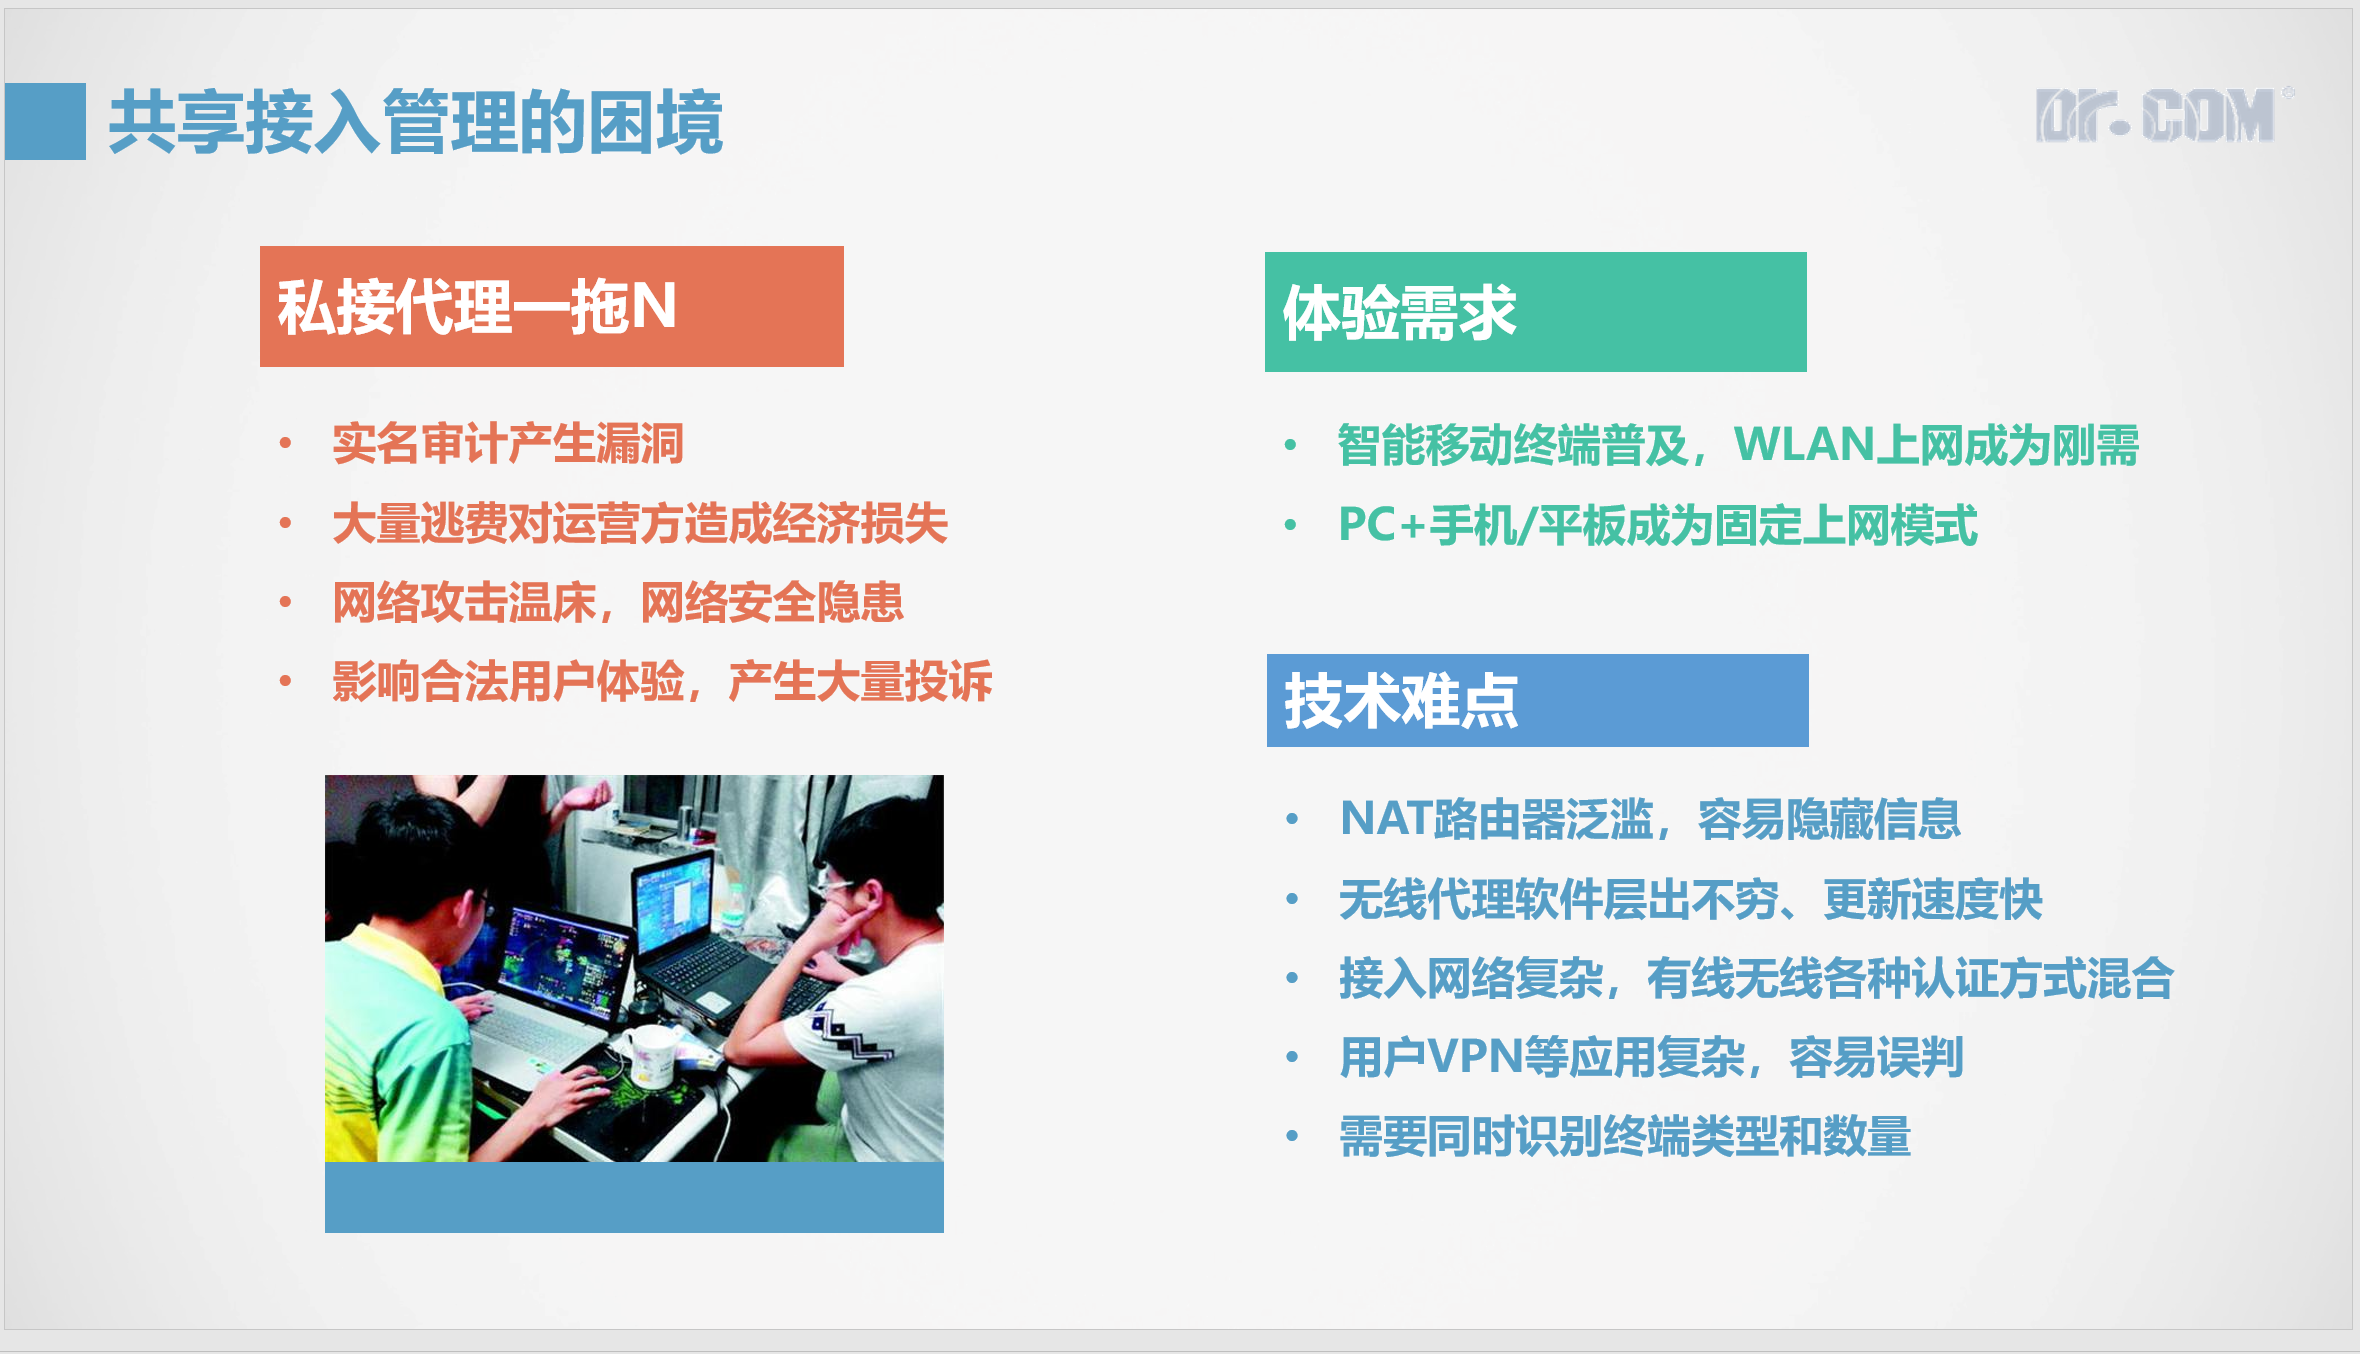 共享接入管理的困境
Dr.COM®
私接代理一拖N
• 实名审计产生漏洞
• 大量逃费对运营方造成经济损失
• 网络攻击温床，网络安全隐患
• 影响合法用户体验，产生大量投诉
体验需求
• 智能移动终端普及，WLAN上网成为刚需
• PC+手机/平板成为固定上网模式
技术难点
• NAT路由器泛滥，容易隐藏信息
• 无线代理软件层出不穷、更新速度快
• 接入网络复杂，有线无线各种认证方式混合
• 用户VPN等应用复杂，容易误判
• 需要同时识别终端类型和数量